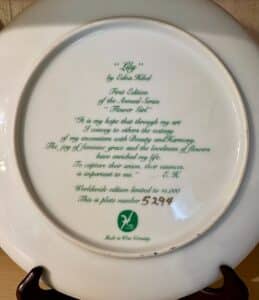 "Lily"
by Edna Hibel
First Edition
of the Annual Series
"Flower Girl"
"It is my hope that through my art
I convey to others the ecstasy
of my encounters with Beauty and Harmony.
The joy of feminine grace and the loveliness of flowers
have enriched my life.
To capture their union, their essences,
is important to me." E. H.
Worldwide edition limited to 15,000
This is plate number 5294
Made in West Germany